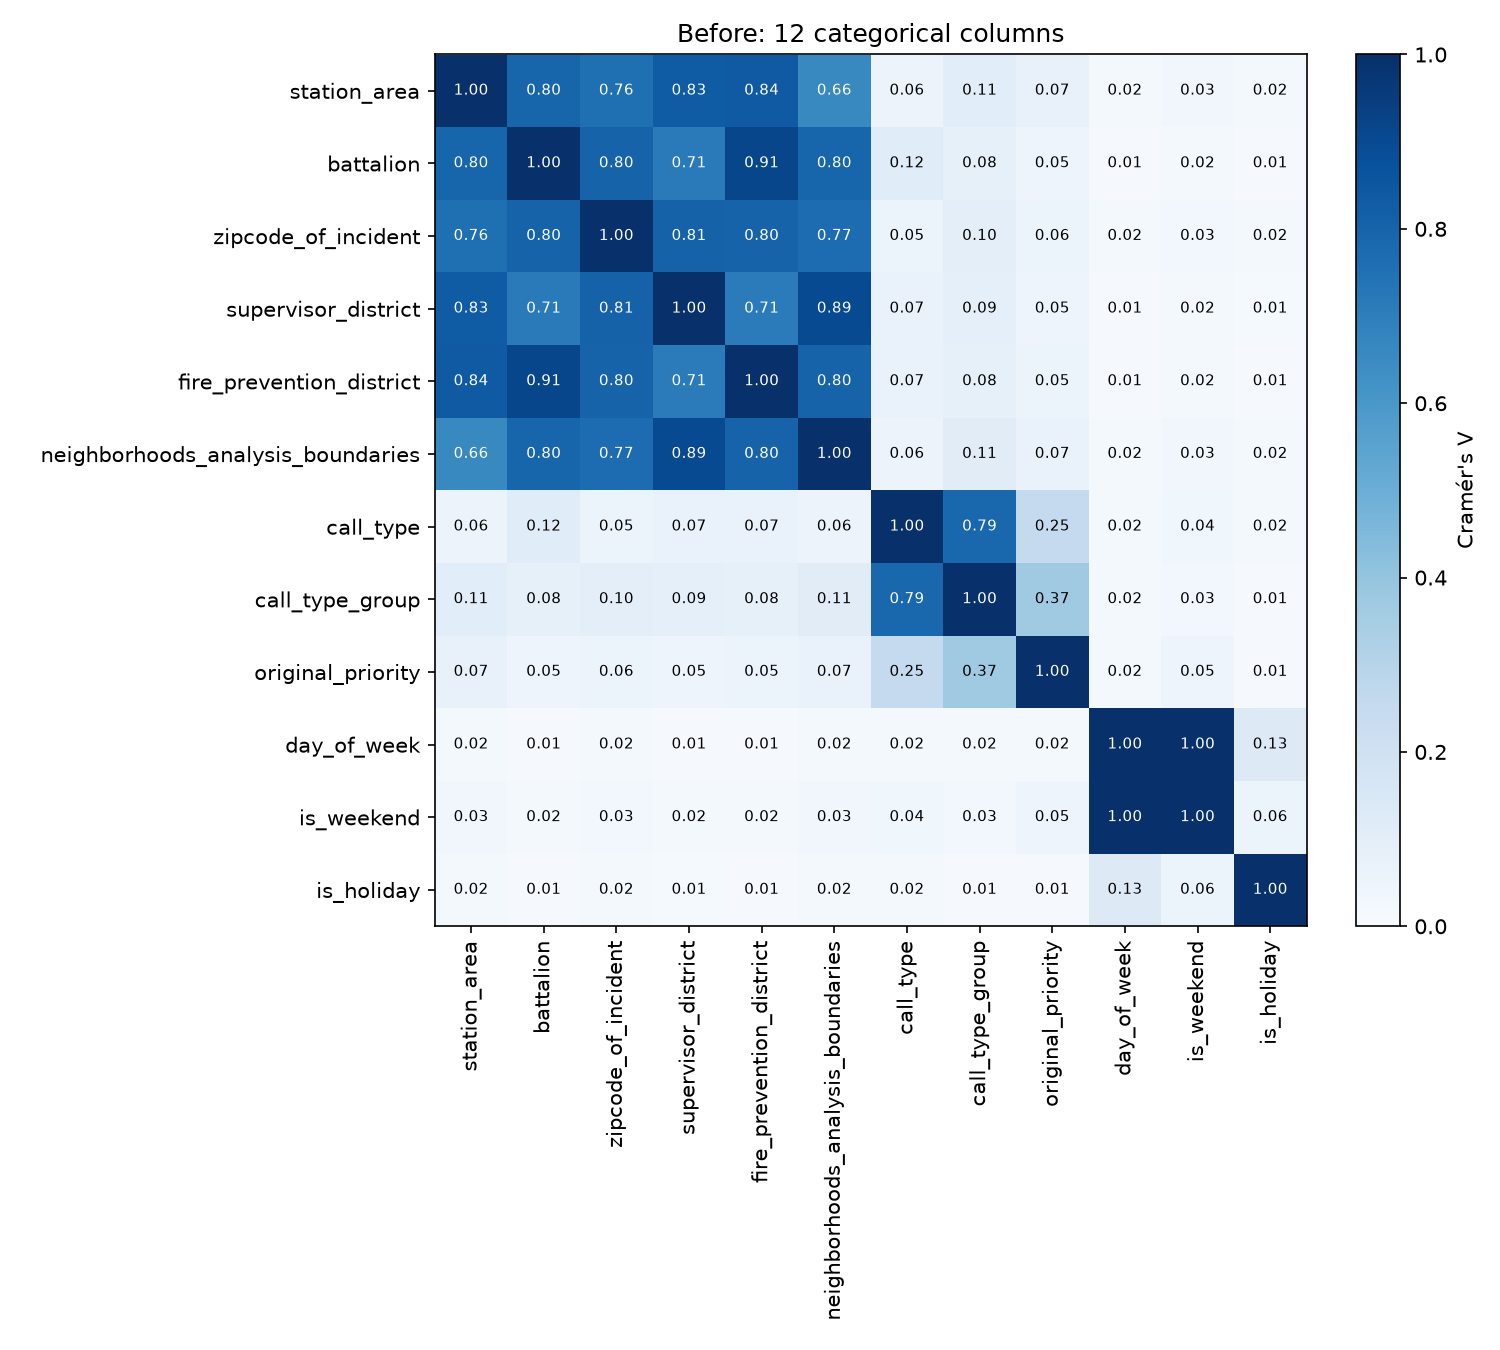 Before: 12 categorical columns
station_area 1.00 0.80 0.76 0.83 0.84 0.66 0.06 0.11 0.07 0.02 0.03 0.02
battalion 0.80 1.00 0.80 0.71 0.91 0.80 0.12 0.08 0.05 0.01 0.02 0.01
zipcode_of_incident 0.76 0.80 1.00 0.81 0.80 0.77 0.05 0.10 0.06 0.02 0.03 0.02
supervisor_district 0.83 0.71 0.81 1.00 0.71 0.89 0.07 0.09 0.05 0.01 0.02 0.01
fire_prevention_district 0.84 0.91 0.80 0.71 1.00 0.80 0.07 0.08 0.05 0.01 0.02 0.01
neighborhoods_analysis_boundaries 0.66 0.80 0.77 0.89 0.80 1.00 0.06 0.11 0.07 0.02 0.03 0.02
call_type 0.06 0.12 0.05 0.07 0.07 0.06 1.00 0.79 0.25 0.02 0.04 0.02
call_type_group 0.11 0.08 0.10 0.09 0.08 0.11 0.79 1.00 0.37 0.02 0.03 0.01
original_priority 0.07 0.05 0.06 0.05 0.05 0.07 0.25 0.37 1.00 0.02 0.05 0.01
day_of_week 0.02 0.01 0.02 0.01 0.01 0.02 0.02 0.02 0.02 1.00 1.00 0.13
is_weekend 0.03 0.02 0.03 0.02 0.02 0.03 0.04 0.03 0.05 1.00 1.00 0.06
is_holiday 0.02 0.01 0.02 0.01 0.01 0.02 0.02 0.01 0.01 0.13 0.06 1.00
station_area
battalion
zipcode_of_incident
supervisor_district
fire_prevention_district
neighborhoods_analysis_boundaries
call_type
call_type_group
original_priority
day_of_week
is_weekend
is_holiday
1.0
0.8
0.6
0.4
0.2
0.0
Cramér's V